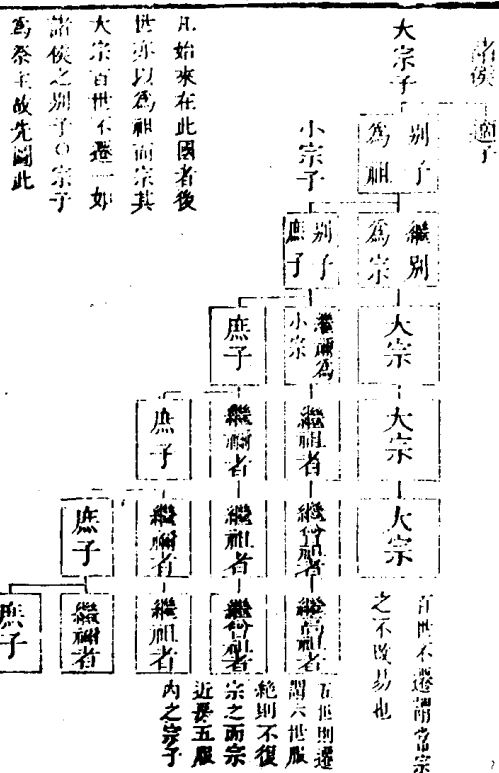 諸侯 適子
大宗子
別子
為祖
繼別
為宗
大宗
大宗
大宗
百世不遷謂常宗
之不改易也
小宗子
別子
庶子
繼禰為
小宗
繼祖者
繼曾祖者
繼高祖者
五世則遷
謂六世服
絕則不復
宗之而宗
近長五服
內之宗子
庶子
繼禰者
繼祖者
繼曾祖者
庶子
繼禰者
繼祖者
庶子
繼禰者
庶子
凡始來在此國者後
世亦以為祖而宗其
大宗百世不遷一如
諸侯之別子○宗子
為祭主故先圖此